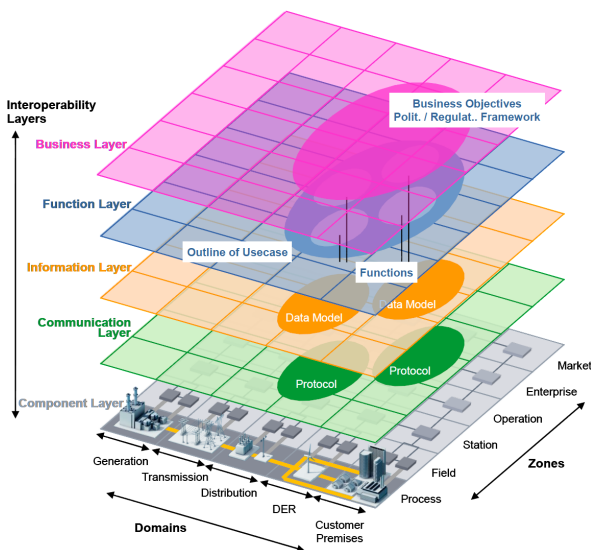 Interoperability
Layers
Business Objectives
Polit. / Regulat.. Framework
Business Layer
Function Layer
Outline of Usecase
Functions
Information Layer
Data Model
Data Model
Communication
Layer
Protocol
Protocol
Component Layer
Market
Enterprise
Operation
Station
Field
Process
Zones
Generation
Transmission
Distribution
DER
Customer
Premises
Domains